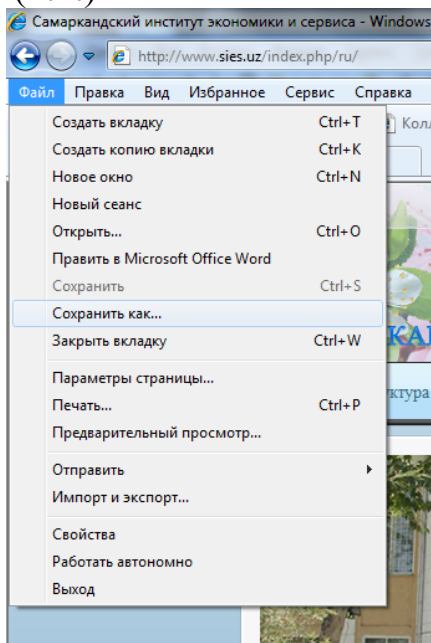 Самаркандский институт экономики и сервиса - Windows
http://www.sies.uz/index.php/ru/
Файл Правка Вид Избранное Сервис Справка
Создать вкладку Ctrl+T
Создать копию вкладки Ctrl+K
Новое окно Ctrl+N
Новый сеанс
Открыть... Ctrl+O
Править в Microsoft Office Word
Сохранить Ctrl+S
Сохранить как...
Закрыть вкладку Ctrl+W
Параметры страницы...
Печать... Ctrl+P
Предварительный просмотр...
Отправить
Импорт и экспорт...
Свойства
Работать автономно
Выход